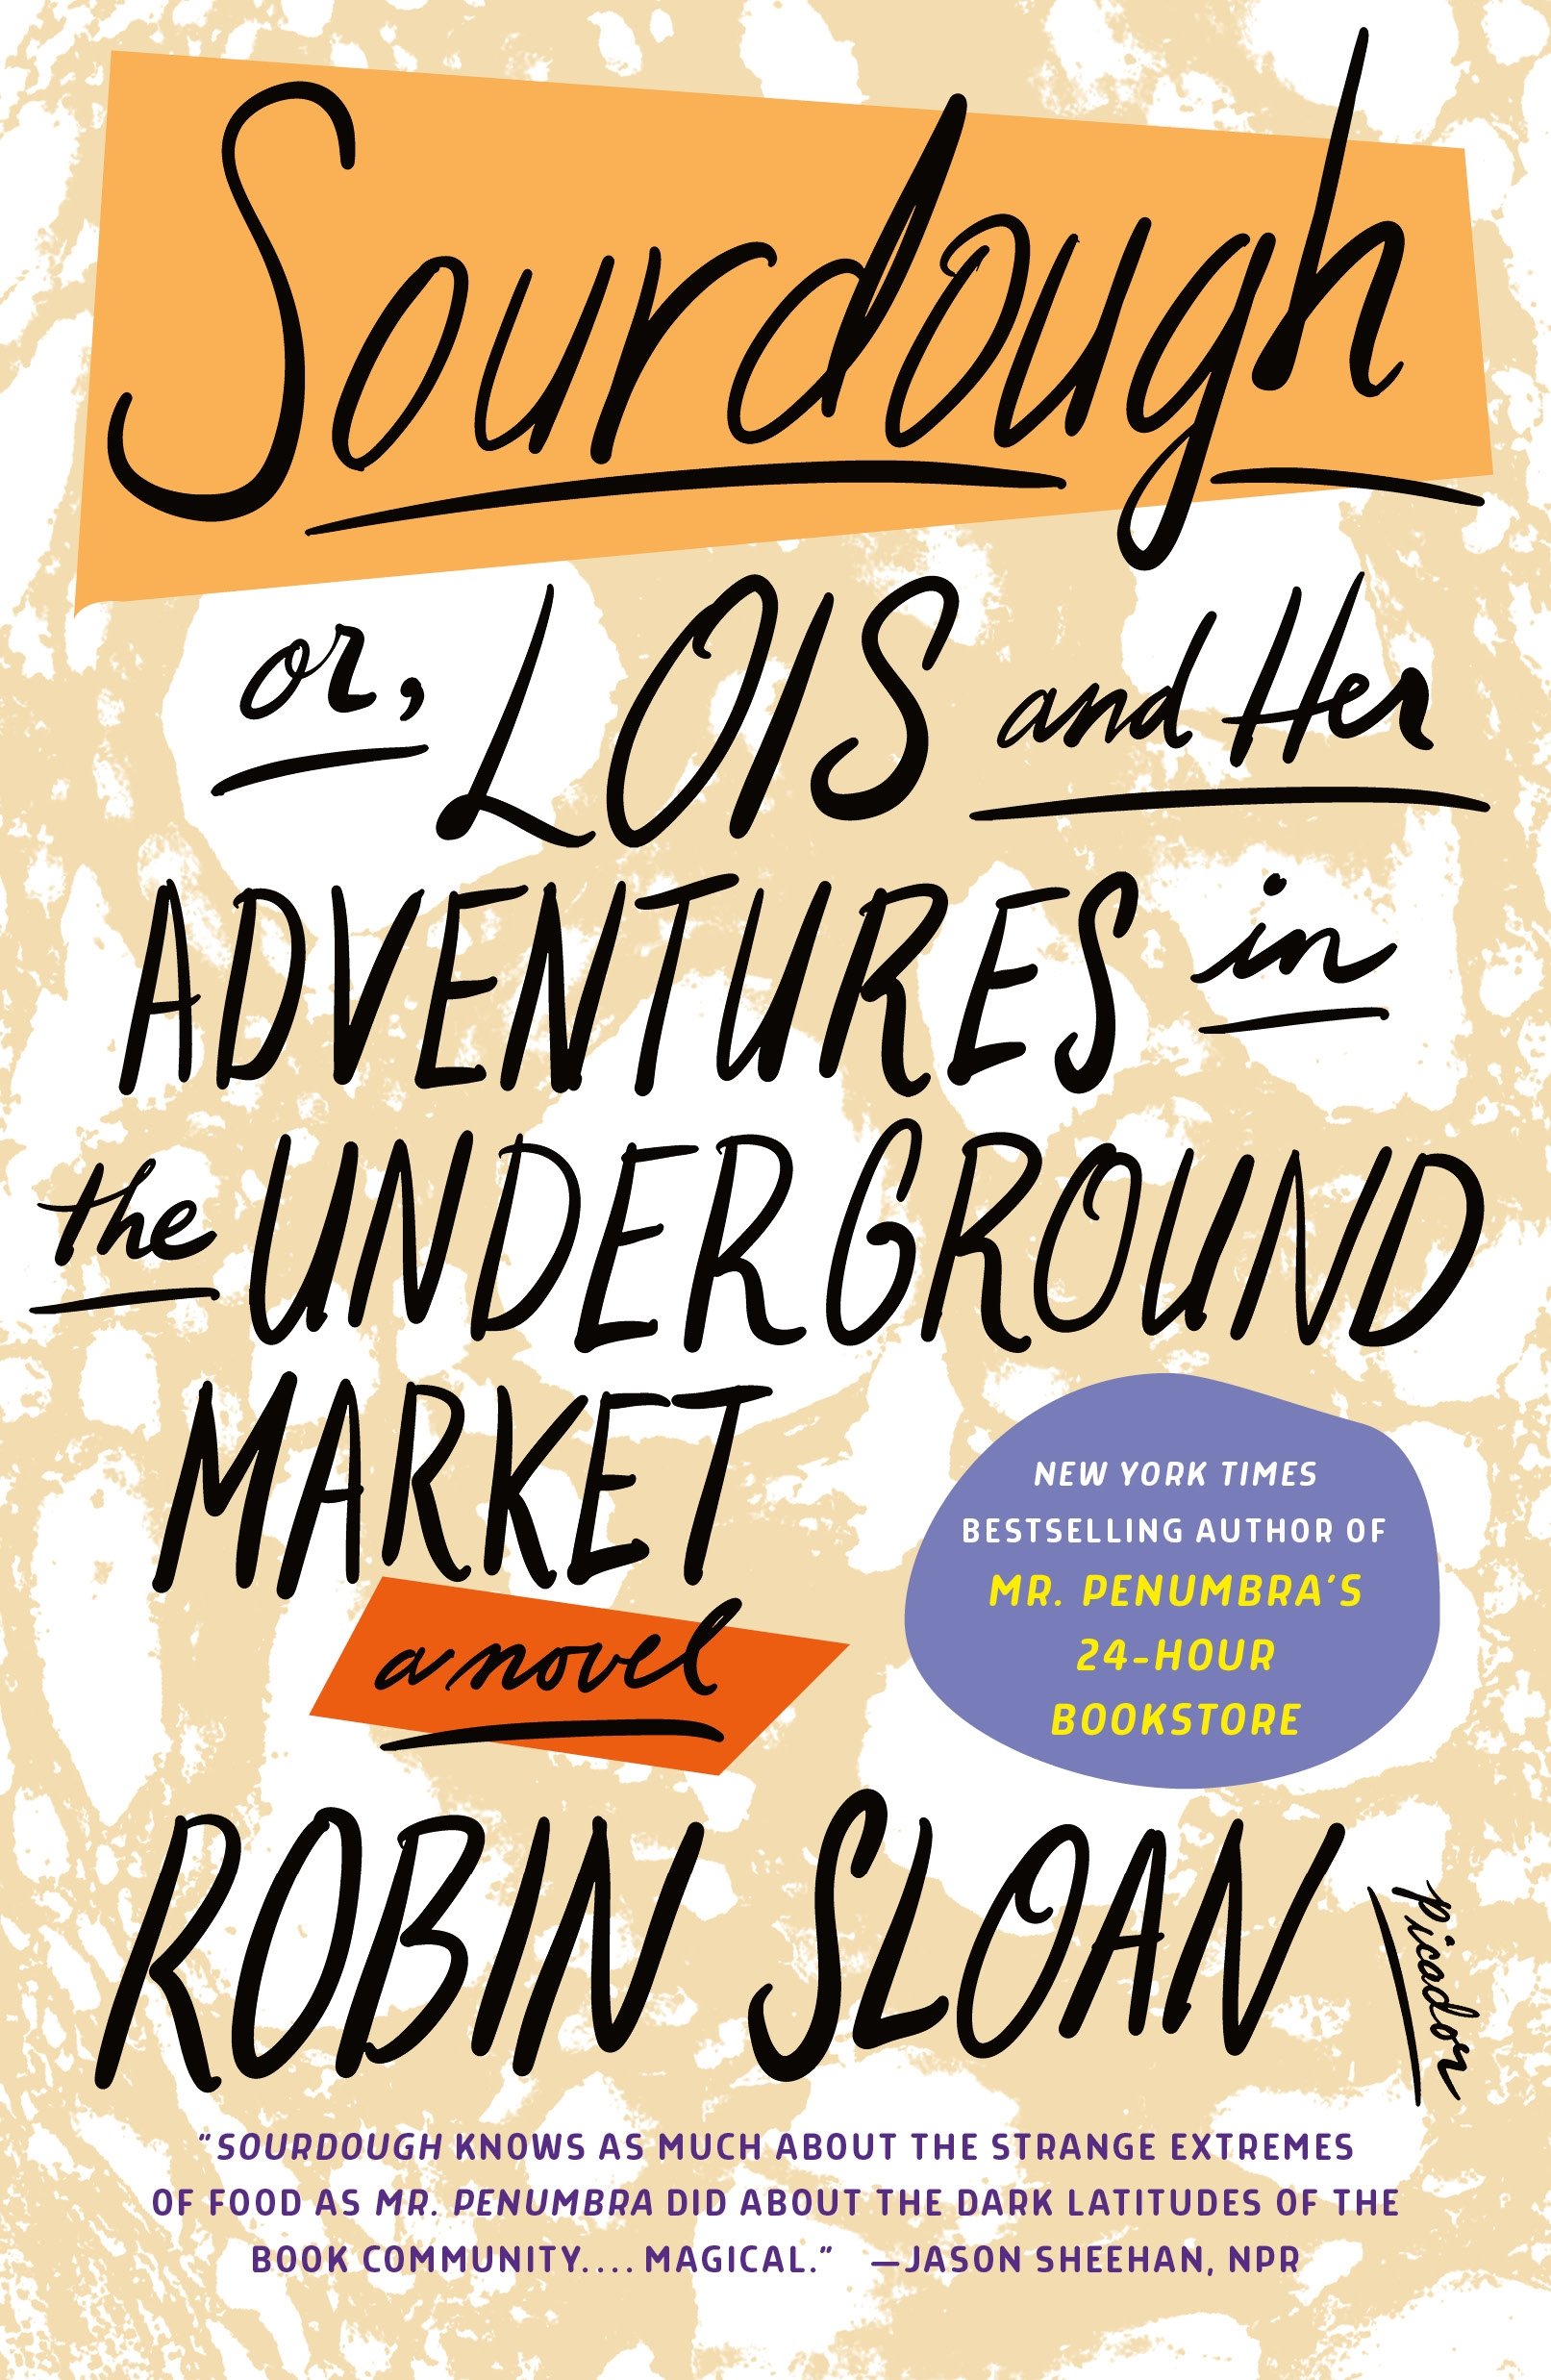 Sourdough
or, LOIS and Her
ADVENTURES in
the UNDERGROUND
MARKET
a novel
NEW YORK TIMES
BESTSELLING AUTHOR OF
MR. PENUMBRA'S
24-HOUR
BOOKSTORE
ROBIN SLOAN
picador
"SOURDOUGH KNOWS AS MUCH ABOUT THE STRANGE EXTREMES
OF FOOD AS MR. PENUMBRA DID ABOUT THE DARK LATITUDES OF THE
BOOK COMMUNITY.... MAGICAL." —JASON SHEEHAN, NPR